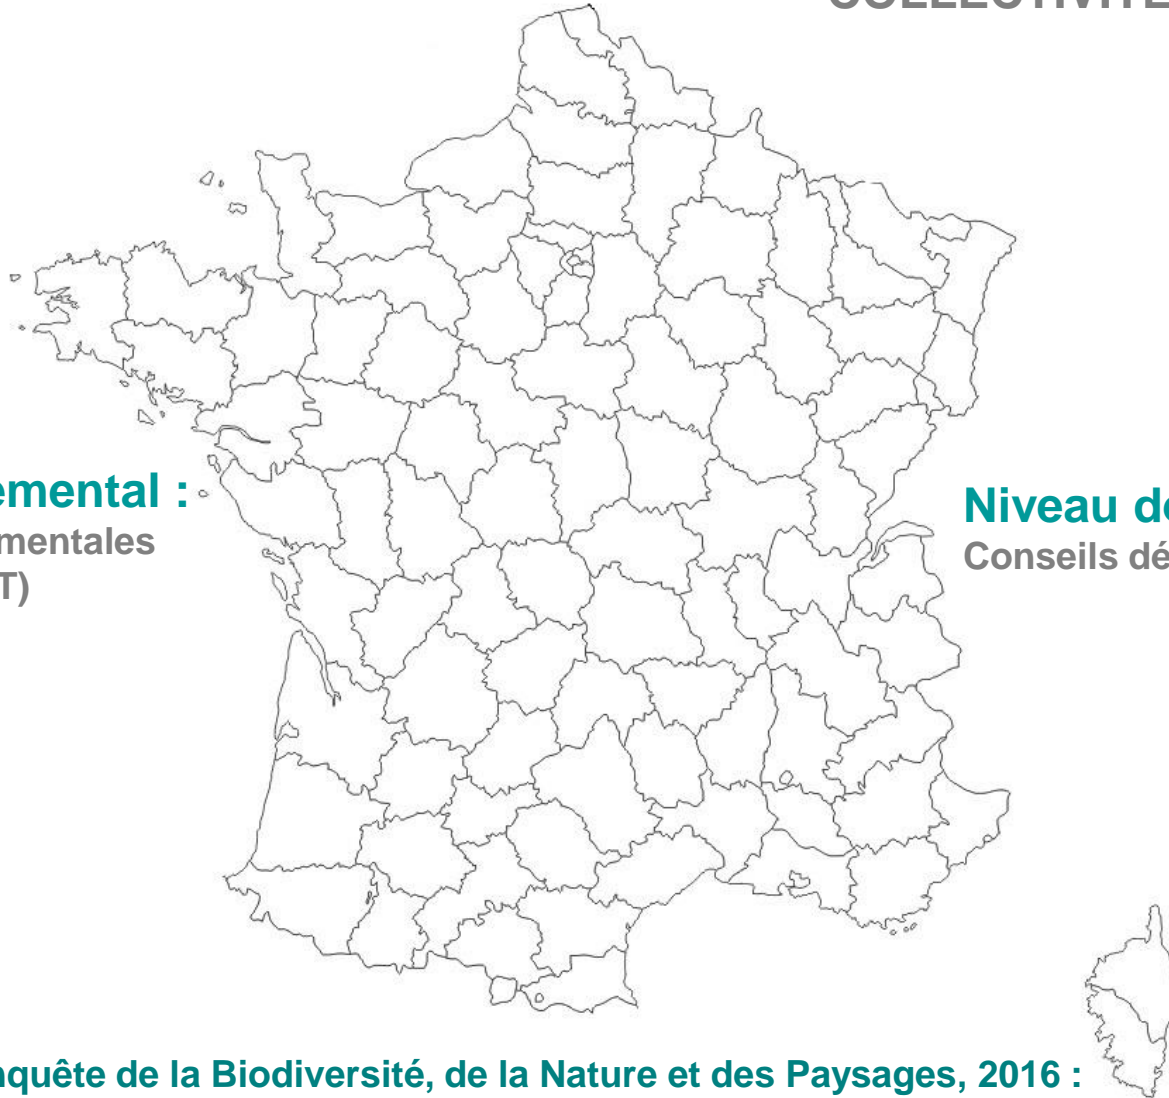 COLLECTIVITÉ
emental :
mentales
T)
Niveau de
Conseils dé
nquête de la Biodiversité, de la Nature et des Paysages, 2016 :